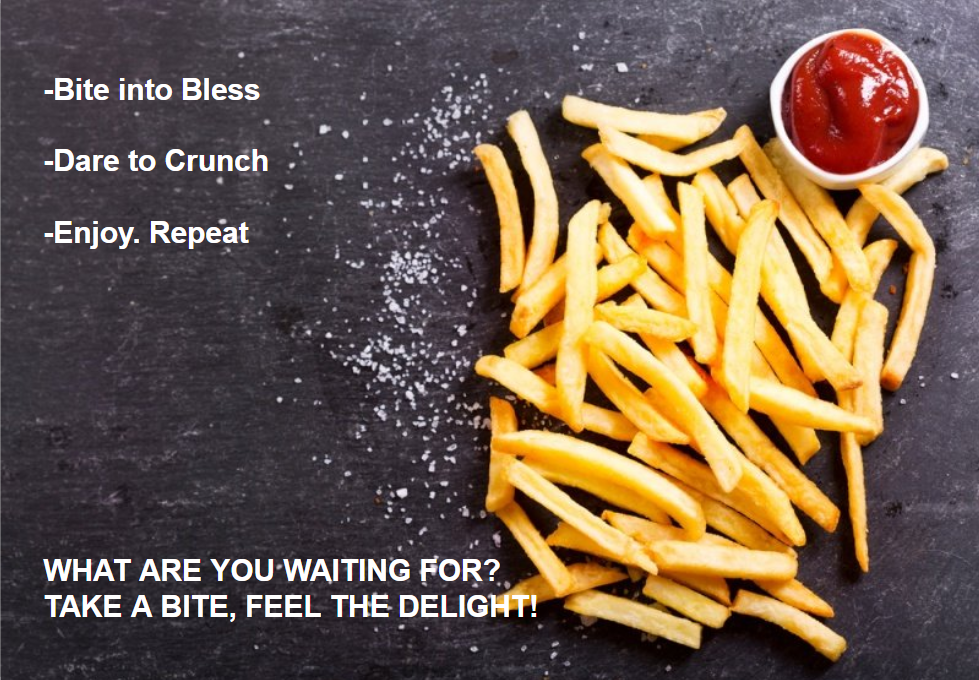 -Bite into Bless
-Dare to Crunch
-Enjoy. Repeat
WHAT ARE YOU WAITING FOR?
TAKE A BITE, FEEL THE DELIGHT!